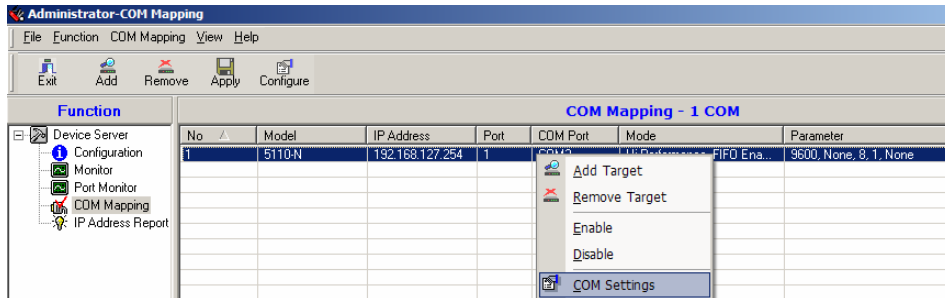 Administrator-COM Mapping
File Function COM Mapping View Help
Exit Add Remove Apply Configure
Function
COM Mapping - 1 COM
Device Server
Configuration
Monitor
Port Monitor
COM Mapping
IP Address Report
No Model IP Address Port COM Port Mode Parameter
1 5110-N 192.168.127.254 1 COM2 Hi Performance, FIFO Ena... 9600, None, 8, 1, None
Add Target
Remove Target
Enable
Disable
COM Settings